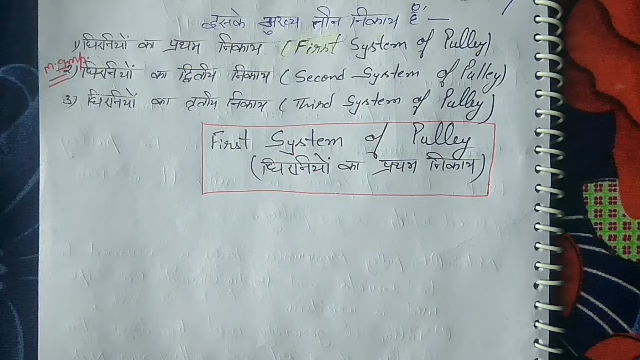 इसके मुख्य तीन निकाय हैं —
1) घिरनियों का प्रथम निकाय (First System of Pulley)
m.Imp
2) घिरनियों का द्वितीय निकाय (Second System of Pulley)
3) घिरनियों का तृतीय निकाय (Third System of Pulley)
First System of Pulley
(घिरनियों का प्रथम निकाय)